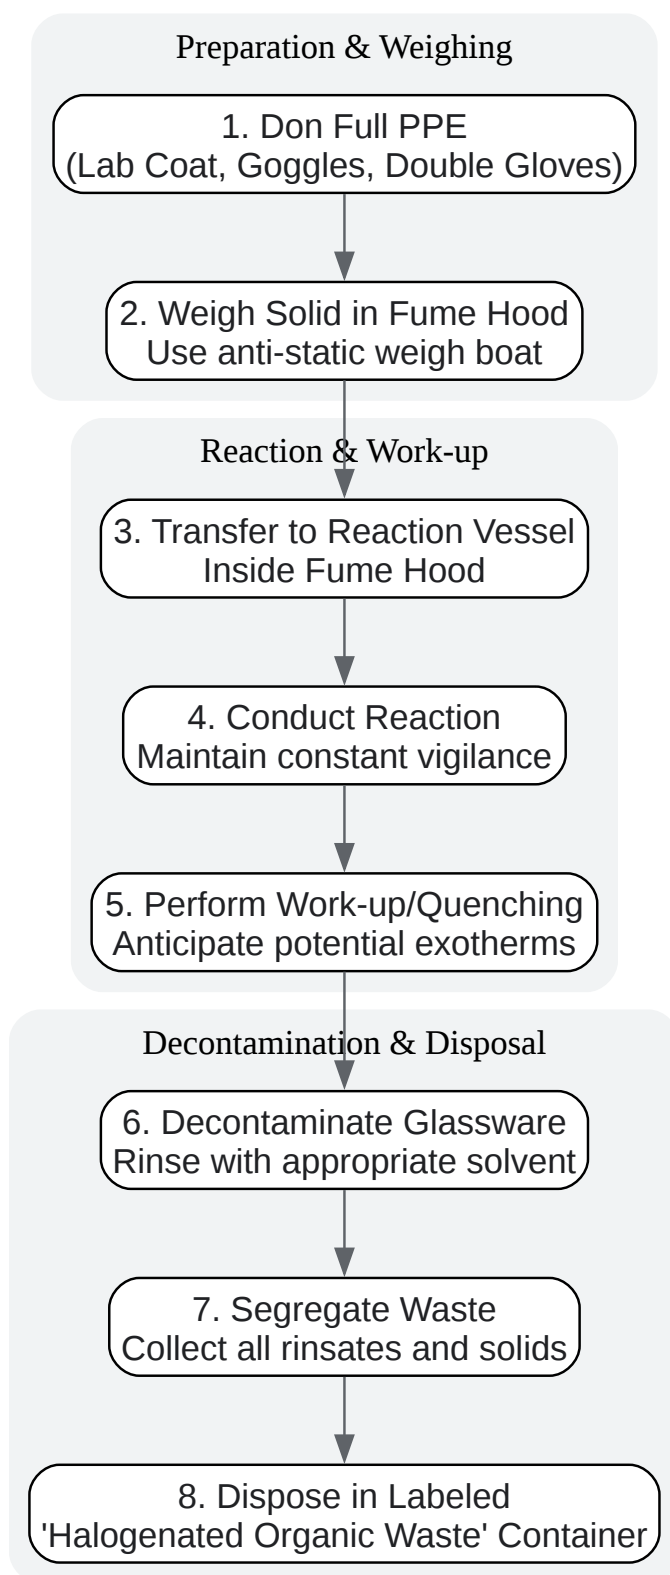 Preparation & Weighing
1. Don Full PPE
(Lab Coat, Goggles, Double Gloves)
2. Weigh Solid in Fume Hood
Use anti-static weigh boat
Reaction & Work-up
3. Transfer to Reaction Vessel
Inside Fume Hood
4. Conduct Reaction
Maintain constant vigilance
5. Perform Work-up/Quenching
Anticipate potential exotherms
Decontamination & Disposal
6. Decontaminate Glassware
Rinse with appropriate solvent
7. Segregate Waste
Collect all rinsates and solids
8. Dispose in Labeled
'Halogenated Organic Waste' Container